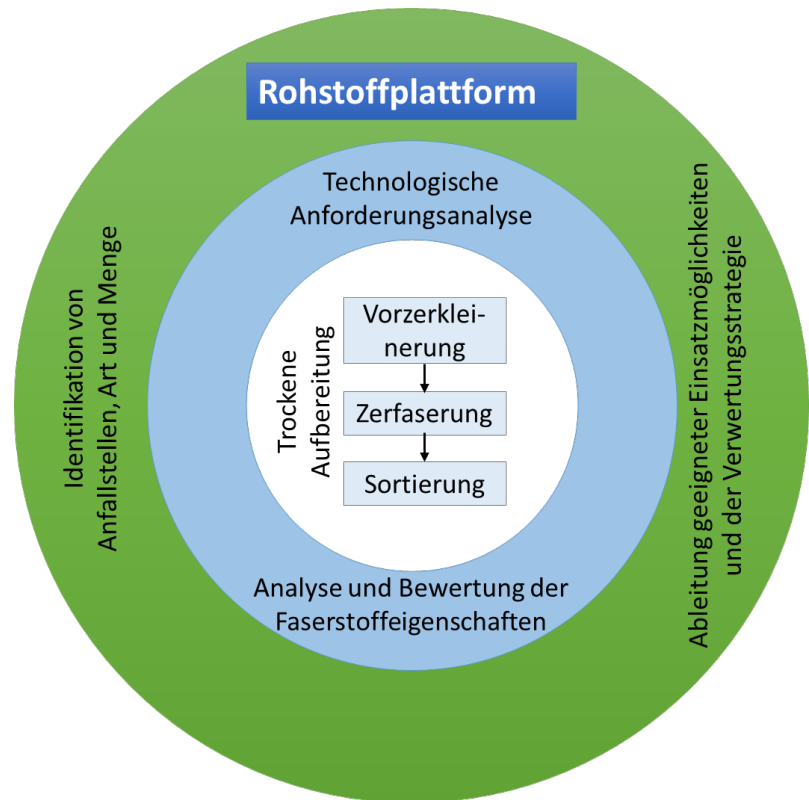 Rohstoffplattform
Technologische
Anforderungsanalyse
Identifikation von
Anfallstellen, Art und Menge
Trockene
Aufbereitung
Vorzerklei-
nerung
Zerfaserung
Sortierung
Ableitung geeigneter Einsatzmöglichkeiten
und der Verwertungsstrategie
Analyse und Bewertung der
Faserstoffeigenschaften